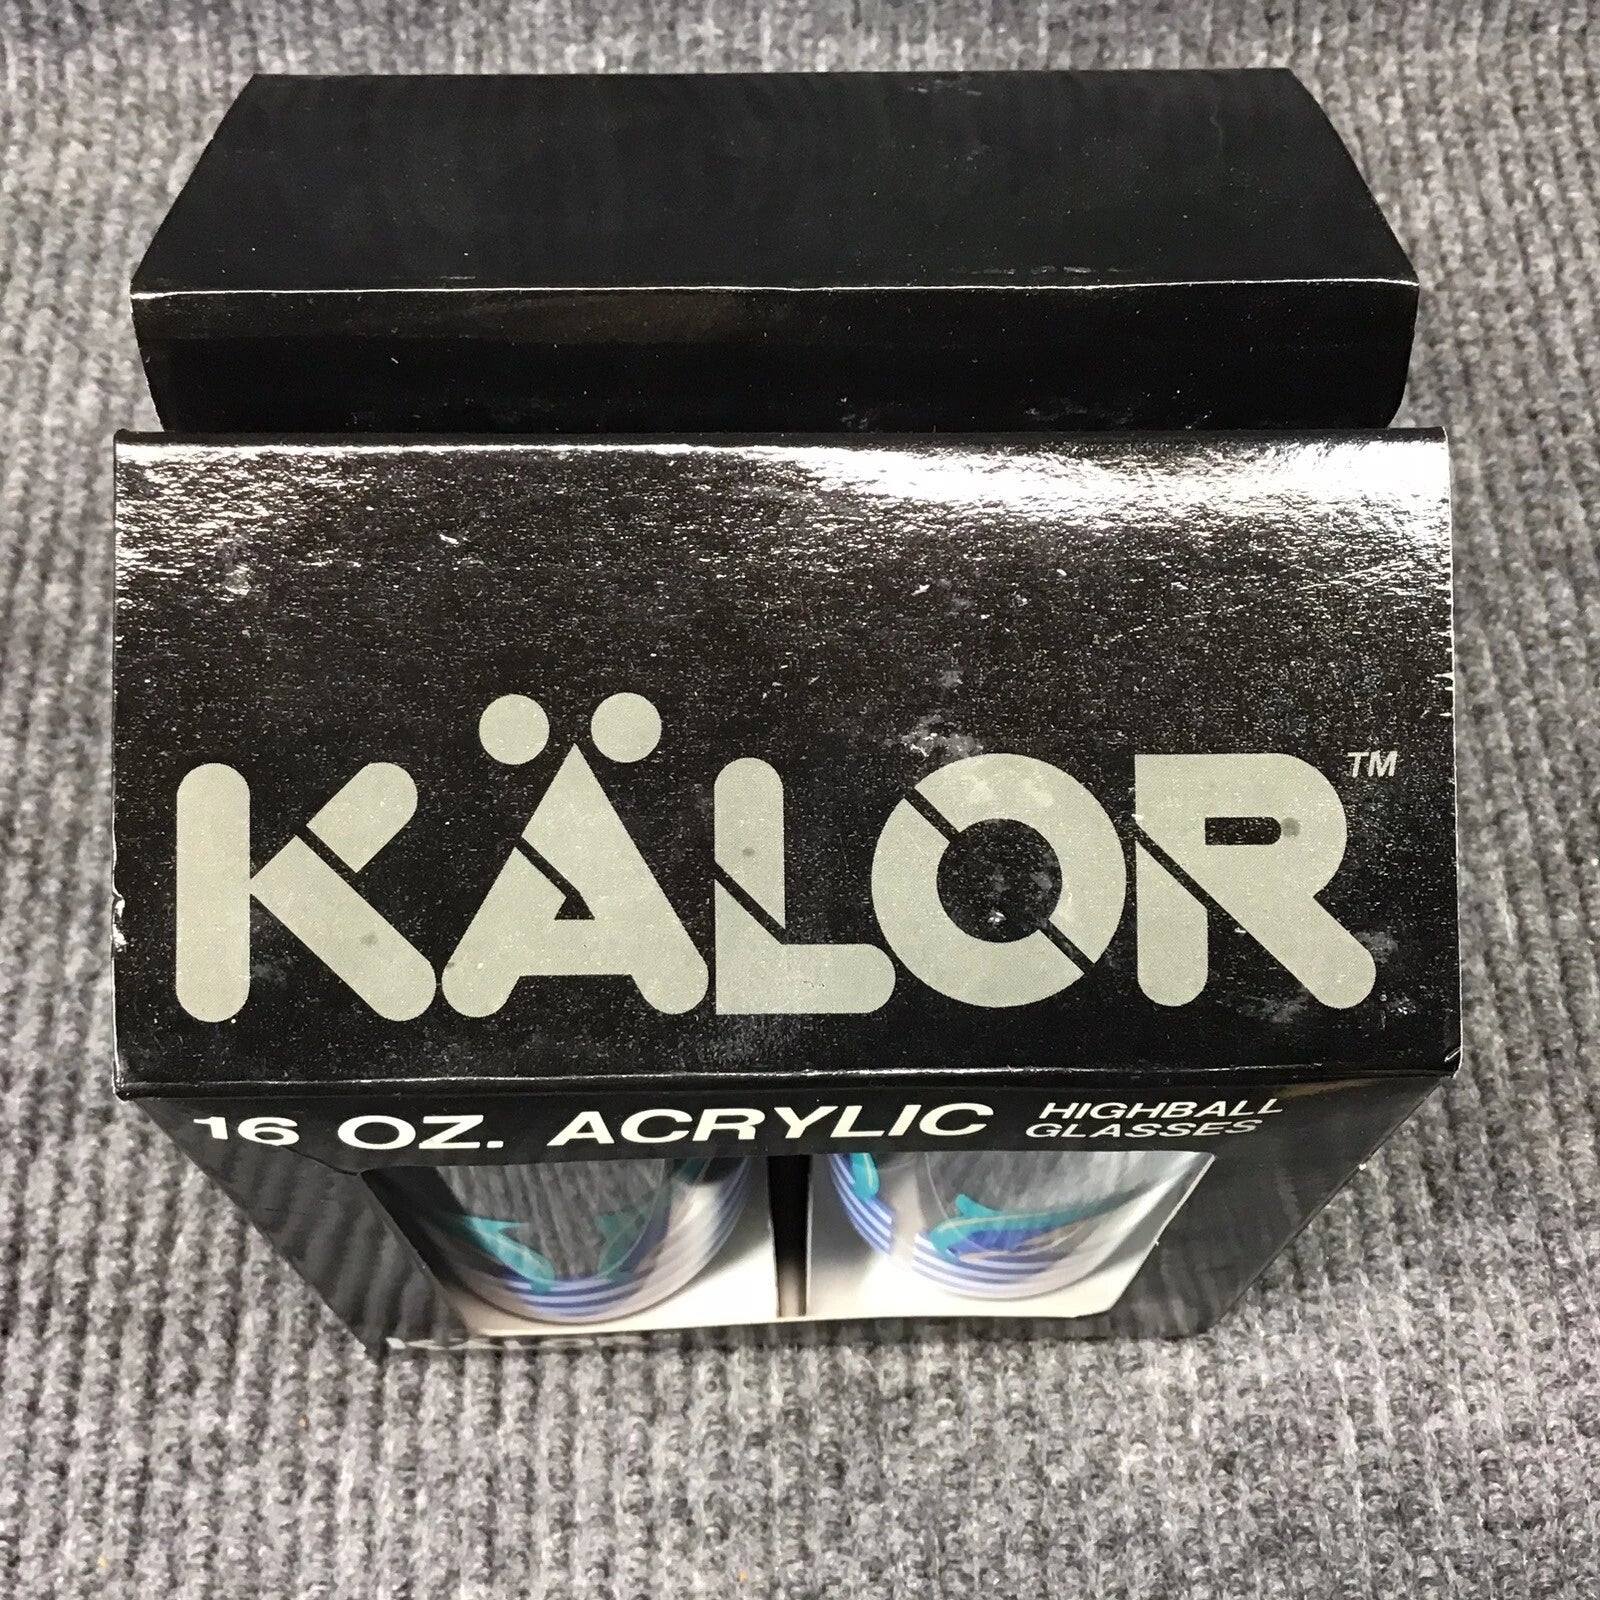 KÄLOR™
16 OZ. ACRYLIC HIGHBALL
GLASSES